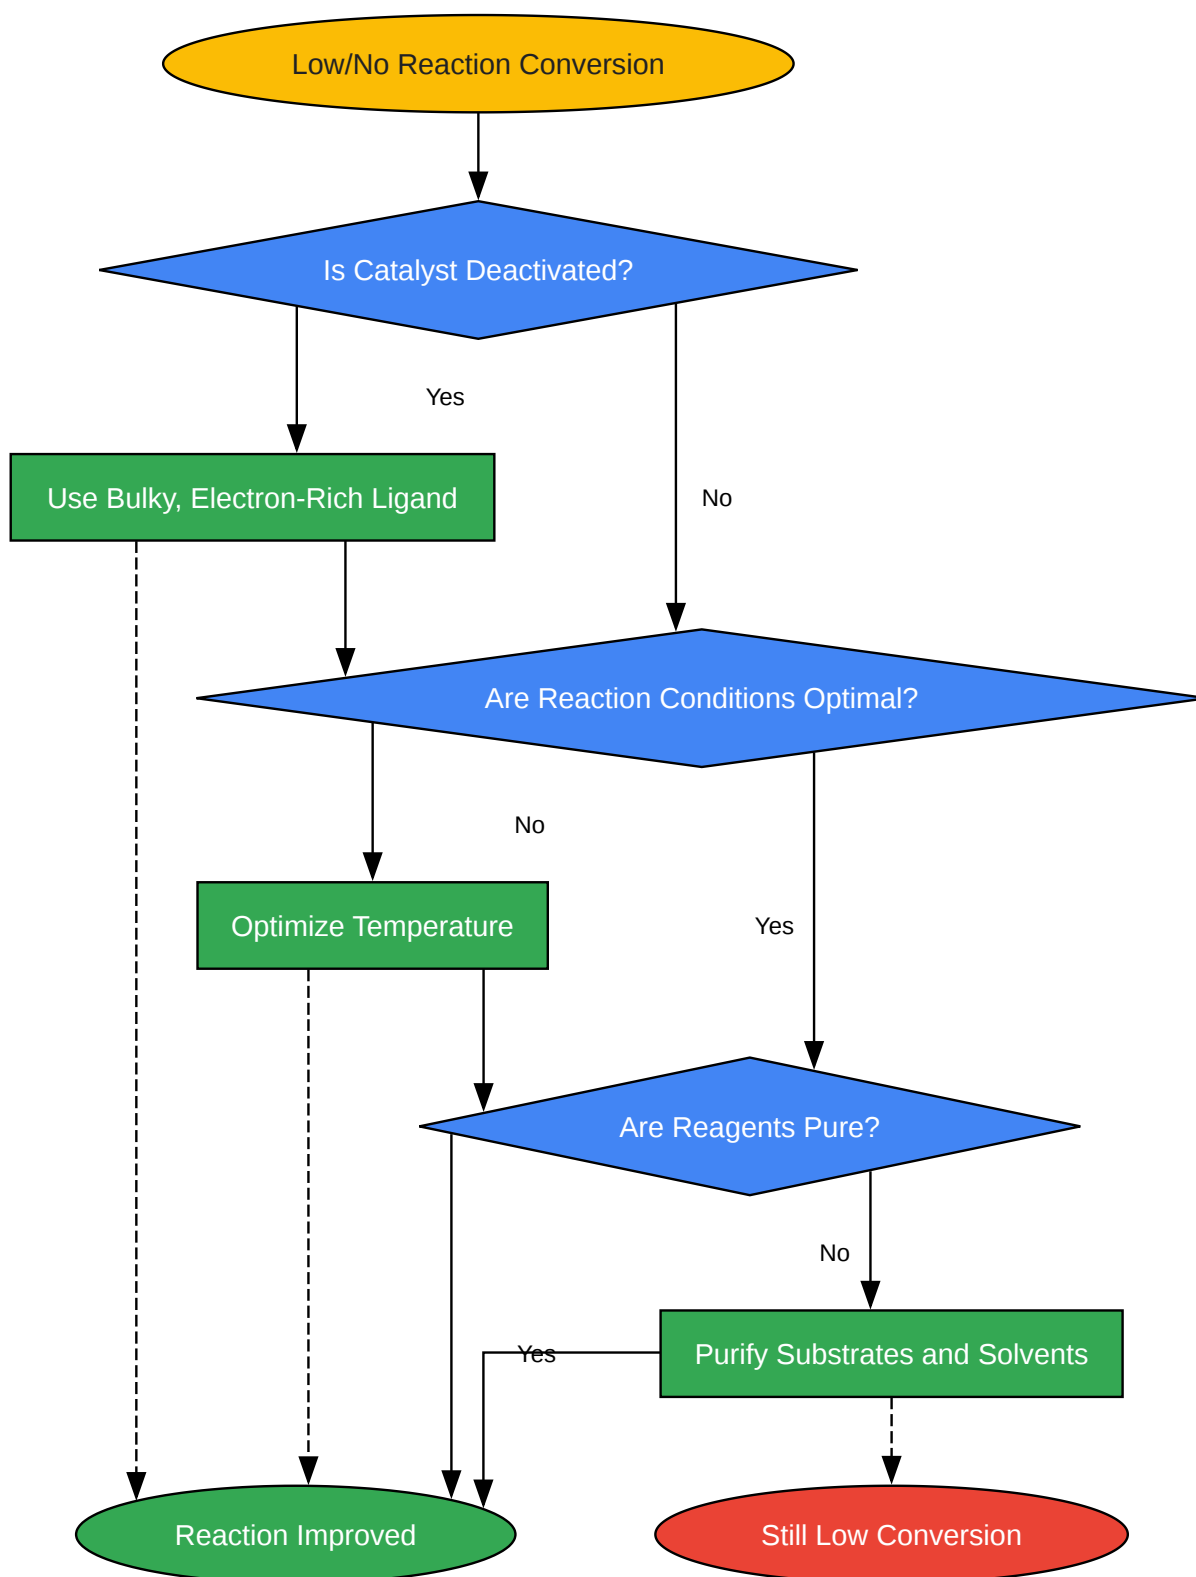 Low/No Reaction Conversion
Is Catalyst Deactivated?
Yes
Use Bulky, Electron-Rich Ligand
No
Are Reaction Conditions Optimal?
No
Optimize Temperature
Yes
Are Reagents Pure?
No
Yes
Purify Substrates and Solvents
Reaction Improved
Still Low Conversion